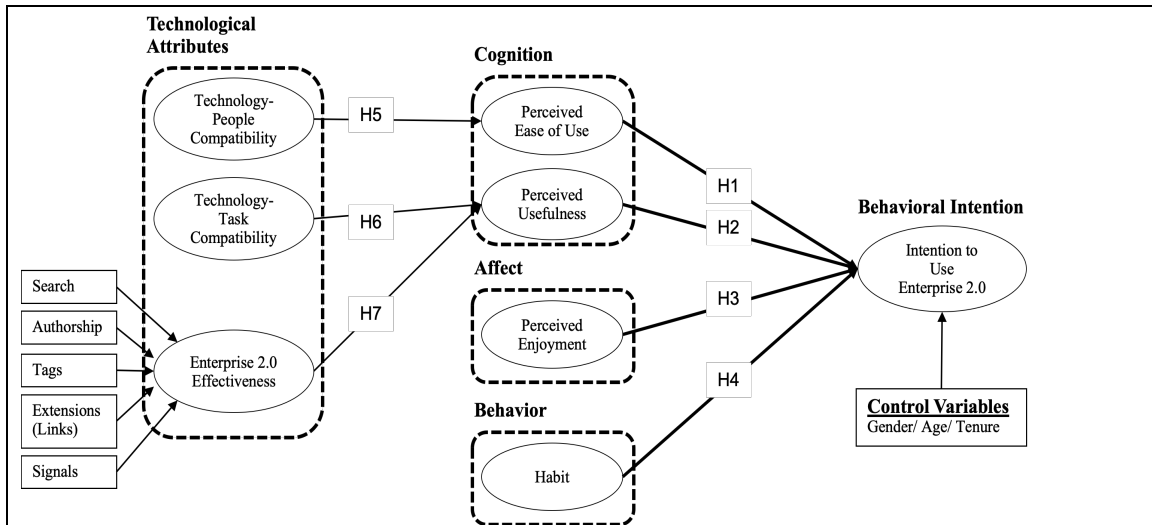 Technological
Attributes
Technology-
People
Compatibility
Technology-
Task
Compatibility
Search
Authorship
Tags
Extensions
(Links)
Signals
Enterprise 2.0
Effectiveness
H5
H6
H7
Cognition
Perceived
Ease of Use
Perceived
Usefulness
Affect
Perceived
Enjoyment
Behavior
Habit
H1
H2
H3
H4
Behavioral Intention
Intention to
Use
Enterprise 2.0
Control Variables
Gender/ Age/ Tenure